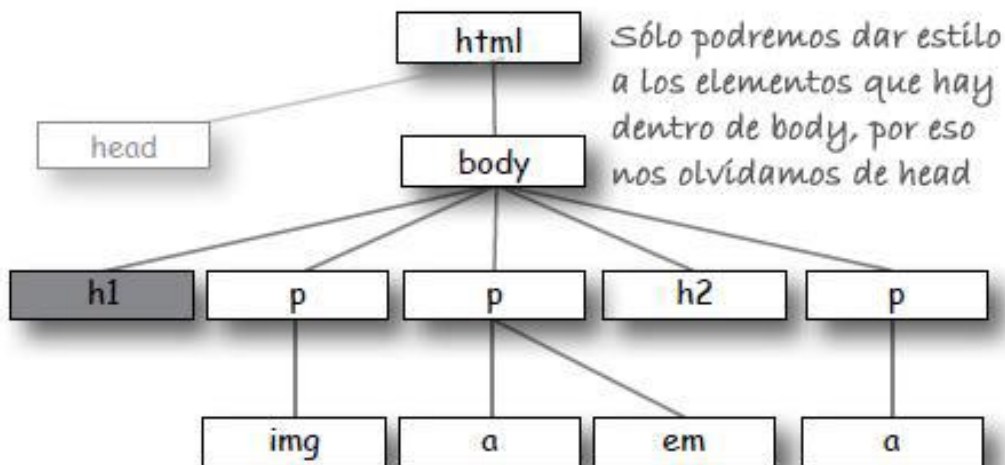 html
Sólo podremos dar estilo
a los elementos que hay
dentro de body, por eso
nos olvidamos de head
head
body
h1
p
p
h2
p
img
a
em
a